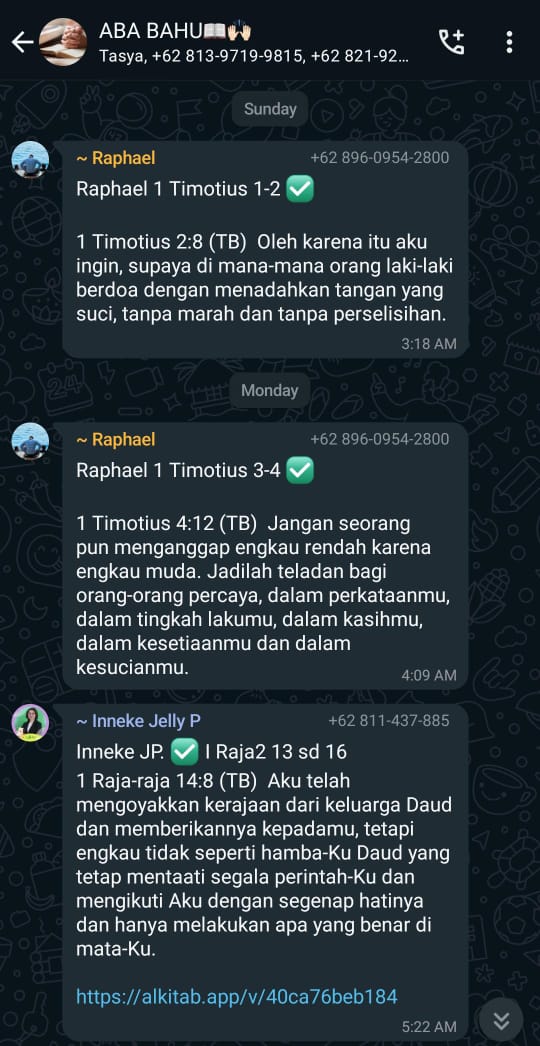 ABA BAHU📖🙌🏻
Tasya, +62 813-9719-9815, +62 821-92...
Sunday
~ Raphael +62 896-0954-2800
Raphael 1 Timotius 1-2 ✅
1 Timotius 2:8 (TB)  Oleh karena itu aku
ingin, supaya di mana-mana orang laki-laki
berdoa dengan menadahkan tangan yang
suci, tanpa marah dan tanpa perselisihan.
3:18 AM
Monday
~ Raphael +62 896-0954-2800
Raphael 1 Timotius 3-4 ✅
1 Timotius 4:12 (TB)  Jangan seorang
pun menganggap engkau rendah karena
engkau muda. Jadilah teladan bagi
orang-orang percaya, dalam perkataanmu,
dalam tingkah lakumu, dalam kasihmu,
dalam kesetiaanmu dan dalam
kesucianmu.
4:09 AM
~ Inneke Jelly P +62 811-437-885
Inneke JP. ✅ I Raja2 13 sd 16
1 Raja-raja 14:8 (TB)  Aku telah
mengoyakkan kerajaan dari keluarga Daud
dan memberikannya kepadamu, tetapi
engkau tidak seperti hamba-Ku Daud yang
tetap mentaati segala perintah-Ku dan
mengikuti Aku dengan segenap hatinya
dan hanya melakukan apa yang benar di
mata-Ku.
https://alkitab.app/v/40ca76beb184
5:22 AM